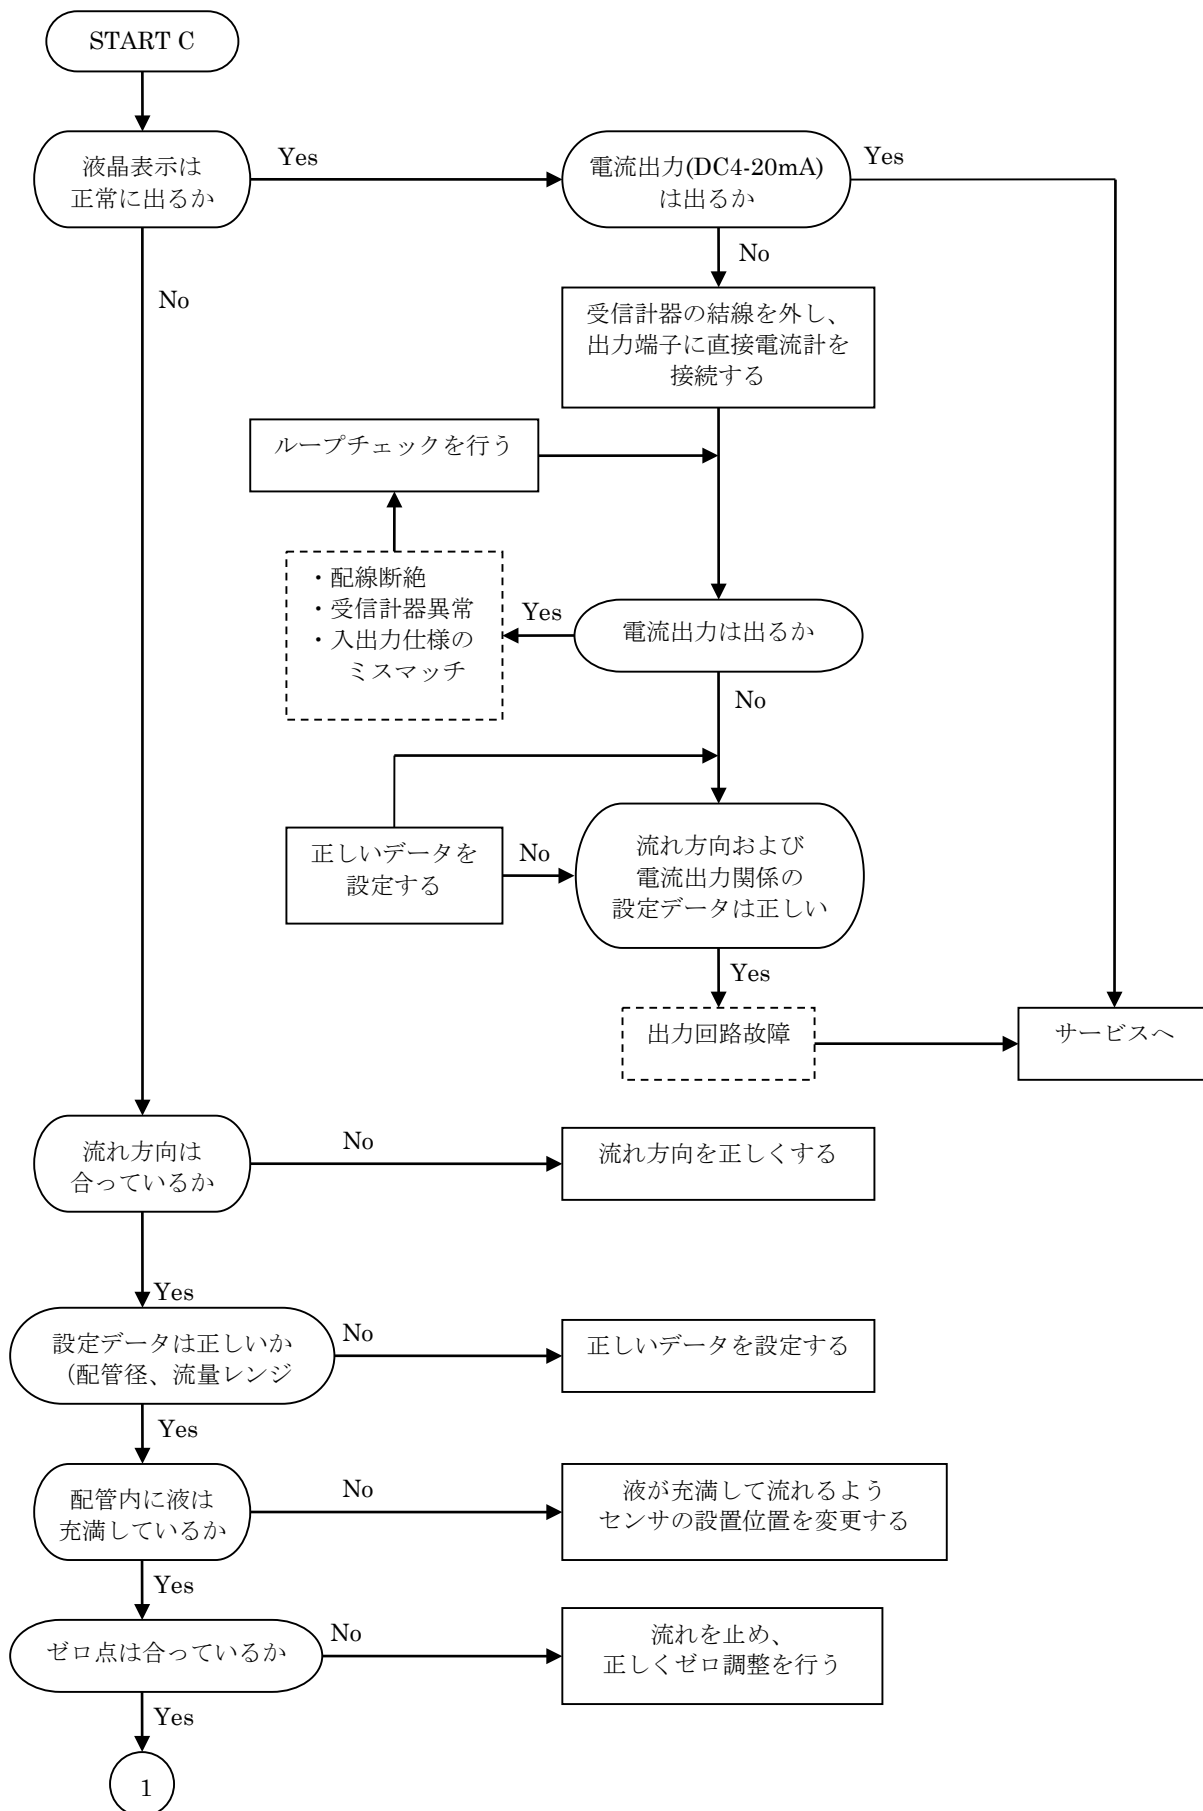 START C
液晶表示は
正常に出るか
Yes
電流出力(DC4-20mA)
は出るか
Yes
No
No
受信計器の結線を外し、
出力端子に直接電流計を
接続する
ループチェックを行う
・配線断絶
・受信計器異常
・入出力仕様の
ミスマッチ
Yes
電流出力は出るか
No
正しいデータを
設定する
No
流れ方向および
電流出力関係の
設定データは正しい
Yes
出力回路故障
サービスへ
流れ方向は
合っているか
No
流れ方向を正しくする
Yes
設定データは正しいか
（配管径、流量レンジ
No
正しいデータを設定する
Yes
配管内に液は
充満しているか
No
液が充満して流れるよう
センサの設置位置を変更する
Yes
ゼロ点は合っているか
No
流れを止め、
正しくゼロ調整を行う
Yes
1